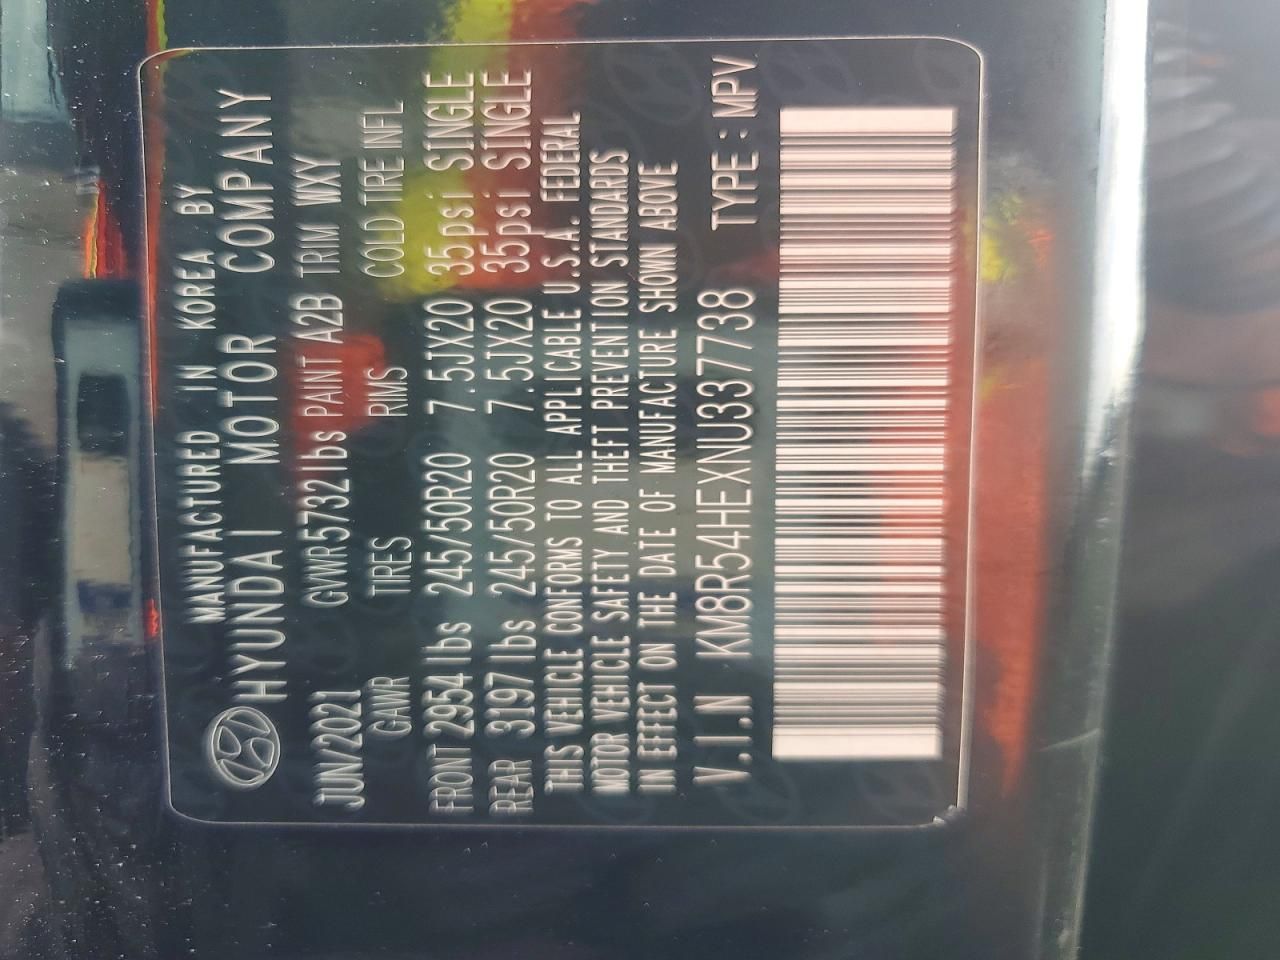 MANUFACTURED IN KOREA BY
HYUNDAI MOTOR COMPANY
JUN/2021 GVWR5732lbs PAINT A2B TRIM WXY
GAWR TIRES RIMS COLD TIRE INFL
FRONT 2954lbs 245/50R20 7.5JX20 35psi SINGLE
REAR 3197lbs 245/50R20 7.5JX20 35psi SINGLE
THIS VEHICLE CONFORMS TO ALL APPLICABLE U.S.A. FEDERAL
MOTOR VEHICLE SAFETY AND THEFT PREVENTION STANDARDS
IN EFFECT ON THE DATE OF MANUFACTURE SHOWN ABOVE
V.I.N KM8R54HEXNU337738 TYPE:MPV